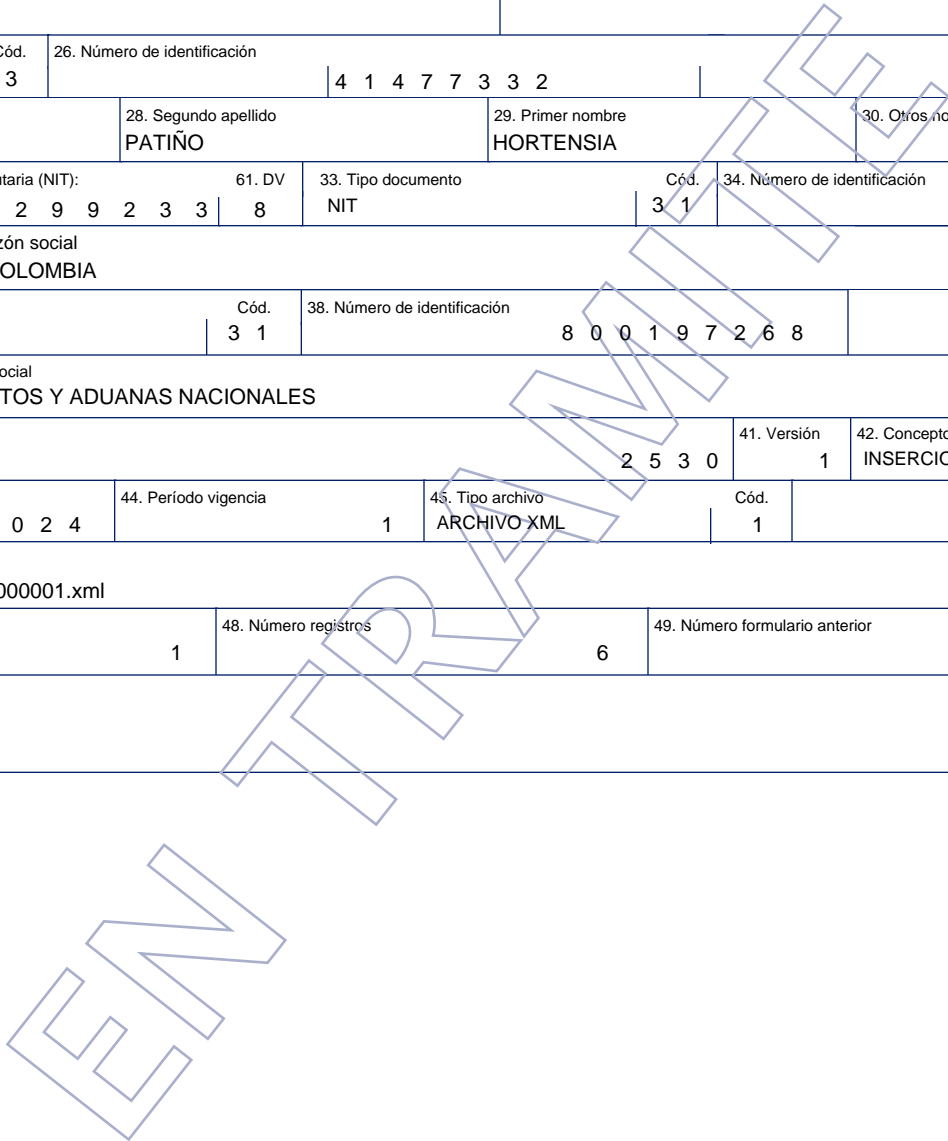 Cód. 26. Número de identificación
3 4 1 4 7 7 3 3 2
28. Segundo apellido 29. Primer nombre 30. Otros
PATIÑO HORTENSIA
(NIT): 61. DV 33. Tipo documento Cód. 34. Número de identificación
2 9 9 2 3 3 8 NIT 3 1
social
OLOMBIA
Cód. 38. Número de identificación
3 1 8 0 0 1 9 7 2 6 8
ocial
TOS Y ADUANAS NACIONALES
41. Versión 42. Concepto
2 5 3 0 1 INSERCIO
44. Período vigencia 45. Tipo archivo Cód.
0 2 4 1 ARCHIVO XML 1
000001.xml
48. Número registros 49. Número formulario anterior
1 6
EN TRAMITE